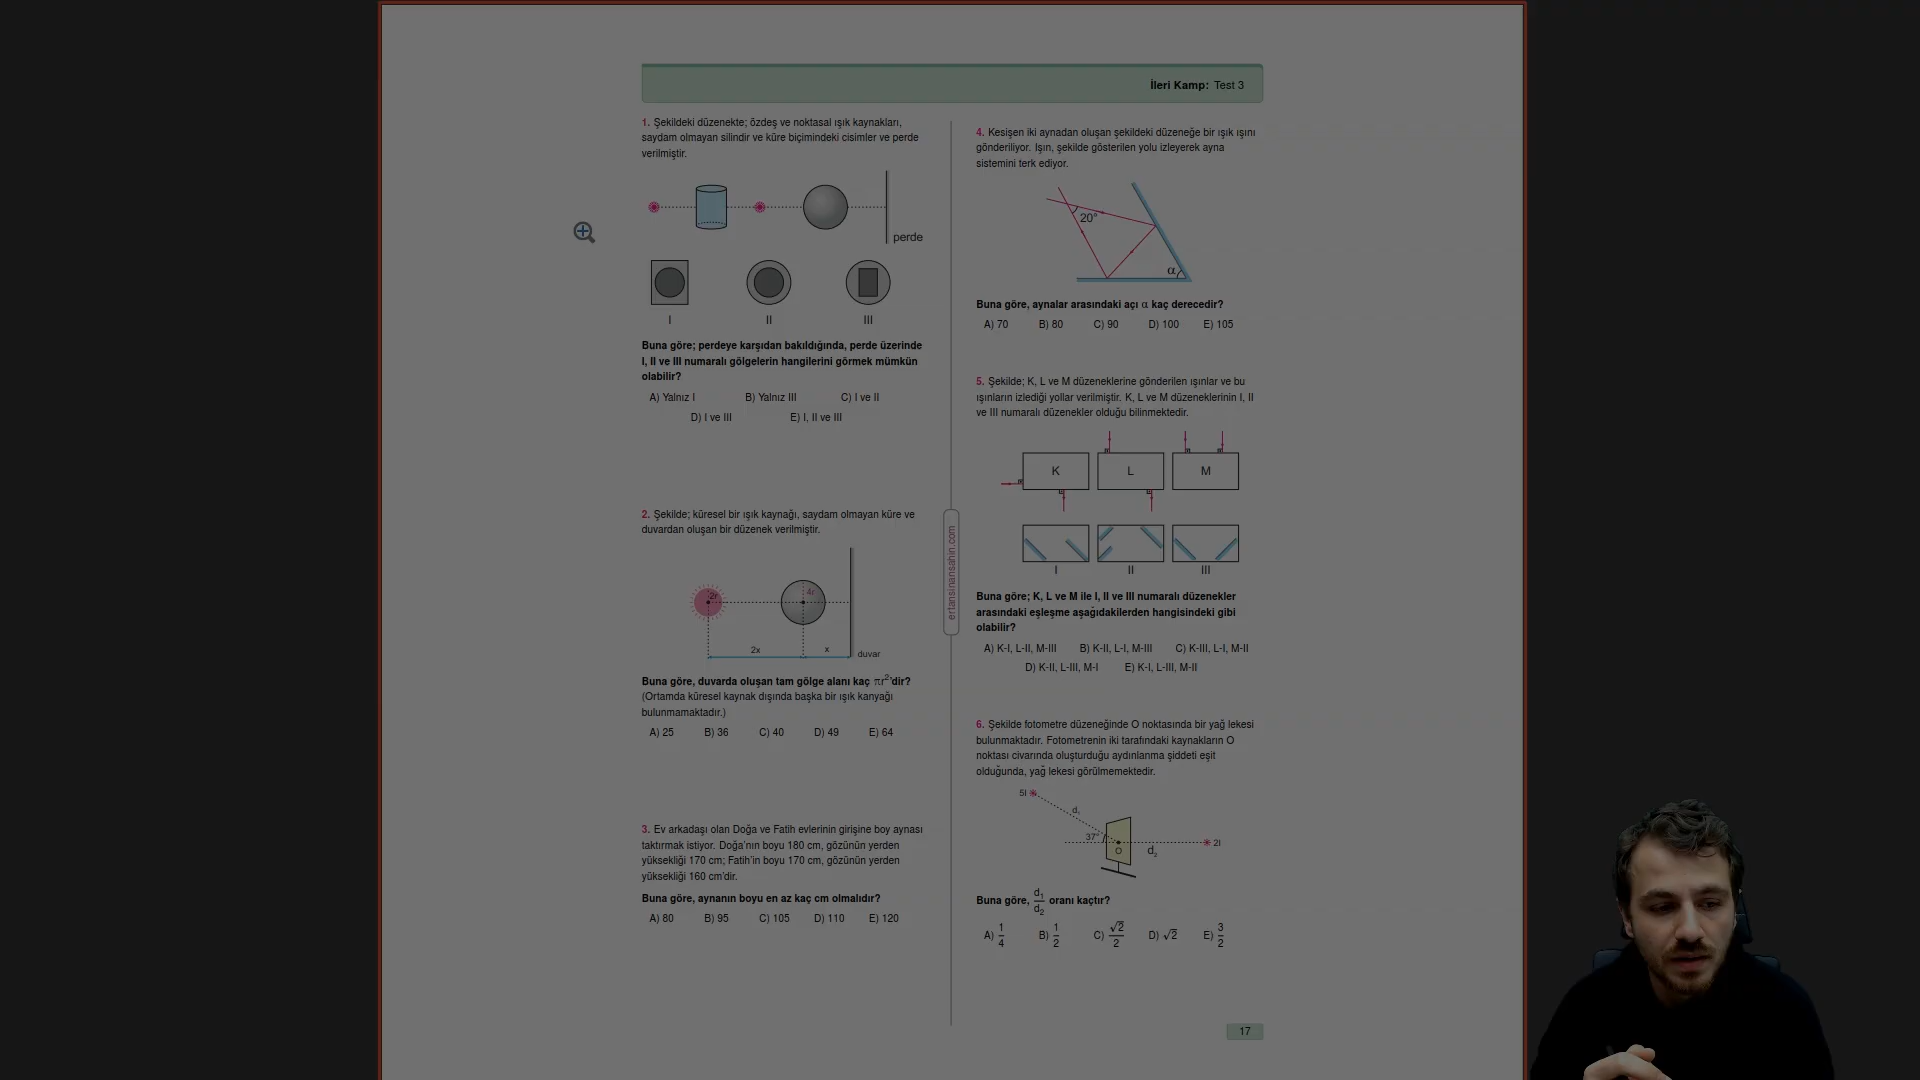 İleri Kamp: Test 3
1. Şekildeki düzenekte; özdeş ve noktasal ışık kaynakları,
saydam olmayan silindir ve küre biçimindeki cisimler ve perde
verilmiştir.
perde
I
II
III
Buna göre; perdeye karşıdan bakıldığında, perde üzerinde
I, II ve III numaralı gölgelerin hangilerini görmek mümkün
olabilir?
A) Yalnız I B) Yalnız III C) I ve II
D) I ve III E) I, II ve III
2. Şekilde; küresel bir ışık kaynağı, saydam olmayan küre ve
duvardan oluşan bir düzenek verilmiştir.
2r
4r
2x
x
duvar
Buna göre, duvarda oluşan tam gölge alanı kaç πr²'dir?
(Ortamda küresel kaynak dışında başka bir ışık kanyağı
bulunmamaktadır.)
A) 25 B) 36 C) 40 D) 49 E) 64
3. Ev arkadaşı olan Doğa ve Fatih evlerinin girişine boy aynası
taktırmak istiyor. Doğa'nın boyu 180 cm, gözünün yerden
yüksekliği 170 cm; Fatih'in boyu 170 cm, gözünün yerden
yüksekliği 160 cm'dir.
Buna göre, aynanın boyu en az kaç cm olmalıdır?
A) 80 B) 95 C) 105 D) 110 E) 120
ertansinansahin.com
4. Kesişen iki aynadan oluşan şekildeki düzeneğe bir ışık ışını
gönderiliyor. Işın, şekilde gösterilen yolu izleyerek ayna
sistemini terk ediyor.
20°
α
Buna göre, aynalar arasındaki açı α kaç derecedir?
A) 70 B) 80 C) 90 D) 100 E) 105
5. Şekilde; K, L ve M düzeneklerine gönderilen ışınlar ve bu
ışınların izlediği yollar verilmiştir. K, L ve M düzeneklerinin I, II
ve III numaralı düzenekler olduğu bilinmektedir.
K
L
M
I
II
III
Buna göre; K, L ve M ile I, II ve III numaralı düzenekler
arasındaki eşleşme aşağıdakilerden hangisindeki gibi
olabilir?
A) K-I, L-II, M-III B) K-II, L-I, M-III C) K-III, L-I, M-II
D) K-II, L-III, M-I E) K-I, L-III, M-II
6. Şekilde fotometre düzeneğinde O noktasında bir yağ lekesi
bulunmaktadır. Fotometrenin iki tarafındaki kaynakların O
noktası civarında oluşturduğu aydınlanma şiddeti eşit
olduğunda, yağ lekesi görülmemektedir.
5I
d₁
37°
O
d₂
2I
Buna göre, d₁/d₂ oranı kaçtır?
A) 1/4 B) 1/2 C) √2/2 D) √2 E) 3/2
17